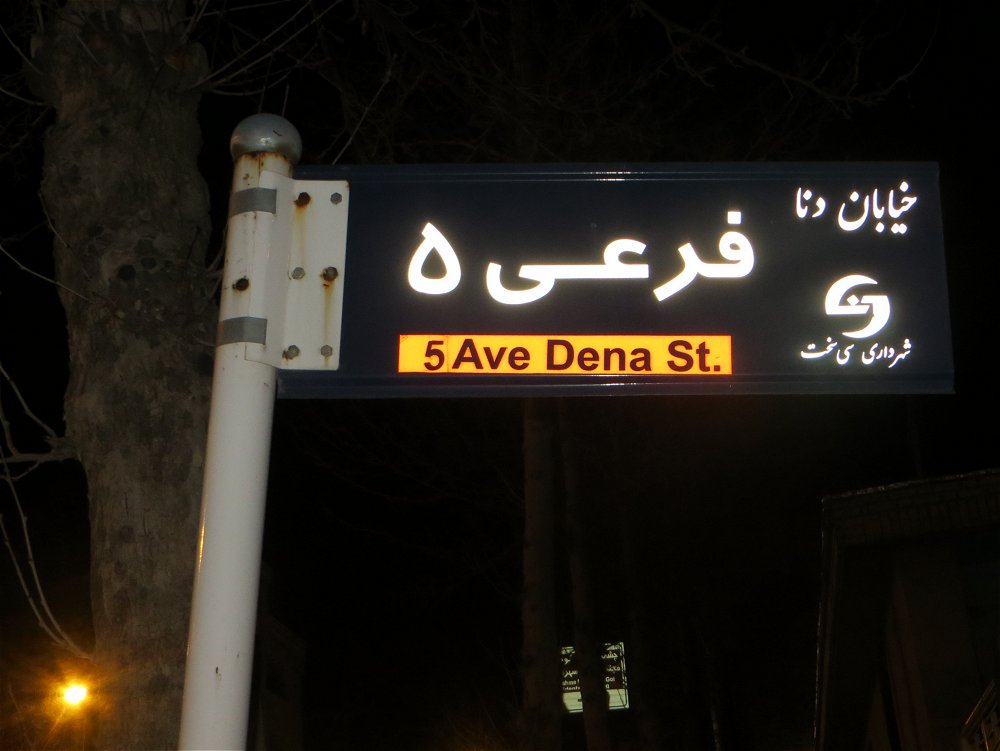 خیابان دنا
فرعی ۵
شهرداری سی سخت
5 Ave Dena St.